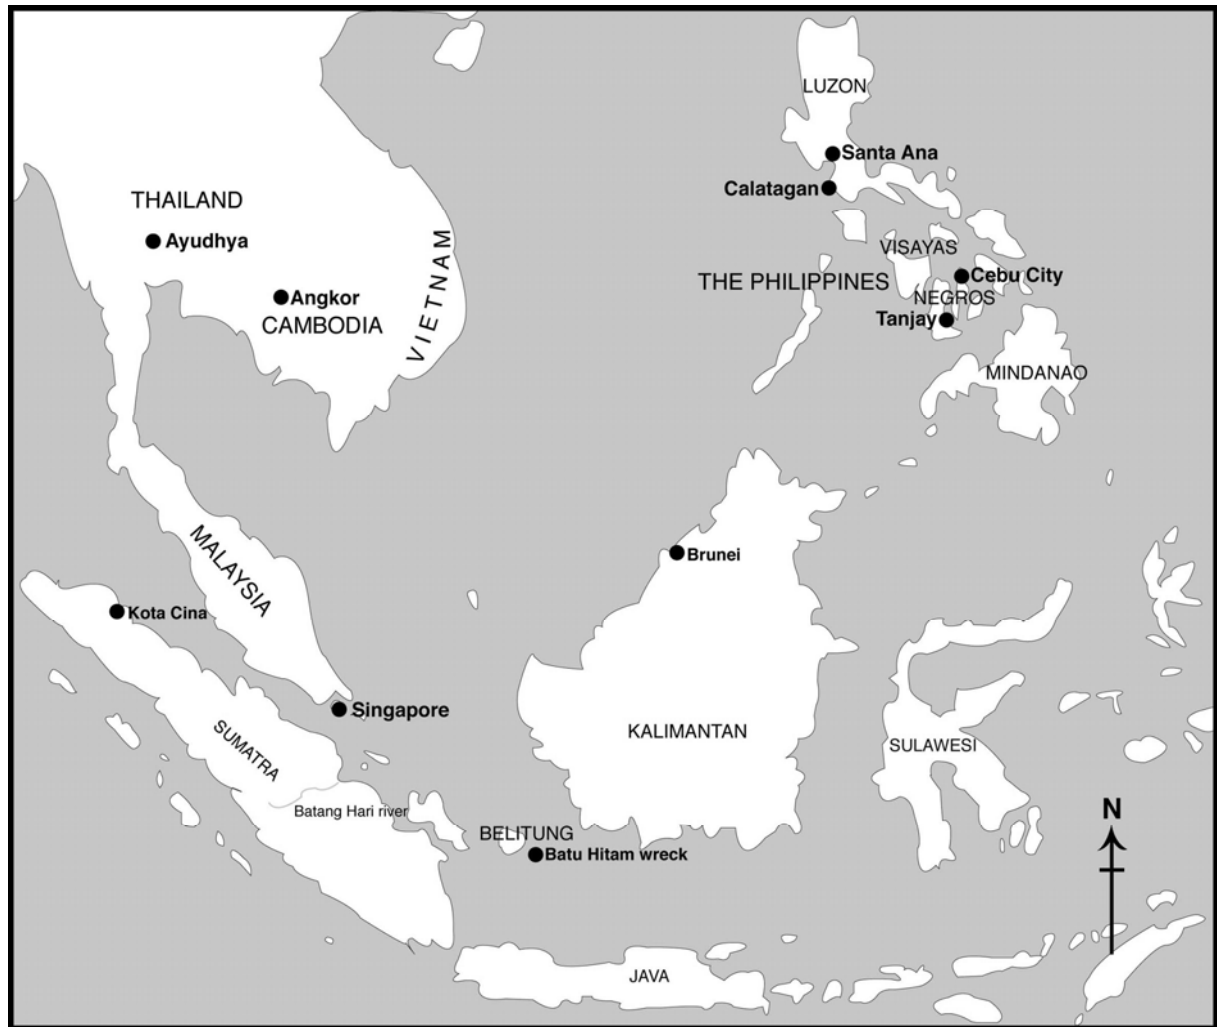 LUZON
Santa Ana
Calatagan
THAILAND
Ayudhya
VIETNAM
VISAYAS
THE PHILIPPINES
Cebu City
Angkor
NEGROS
CAMBODIA
Tanjay
MINDANAO
MALAYSIA
Brunei
Kota Cina
Singapore
SUMATRA
KALIMANTAN
SULAWESI
Batang Hari river
N
BELITUNG
Batu Hitam wreck
JAVA